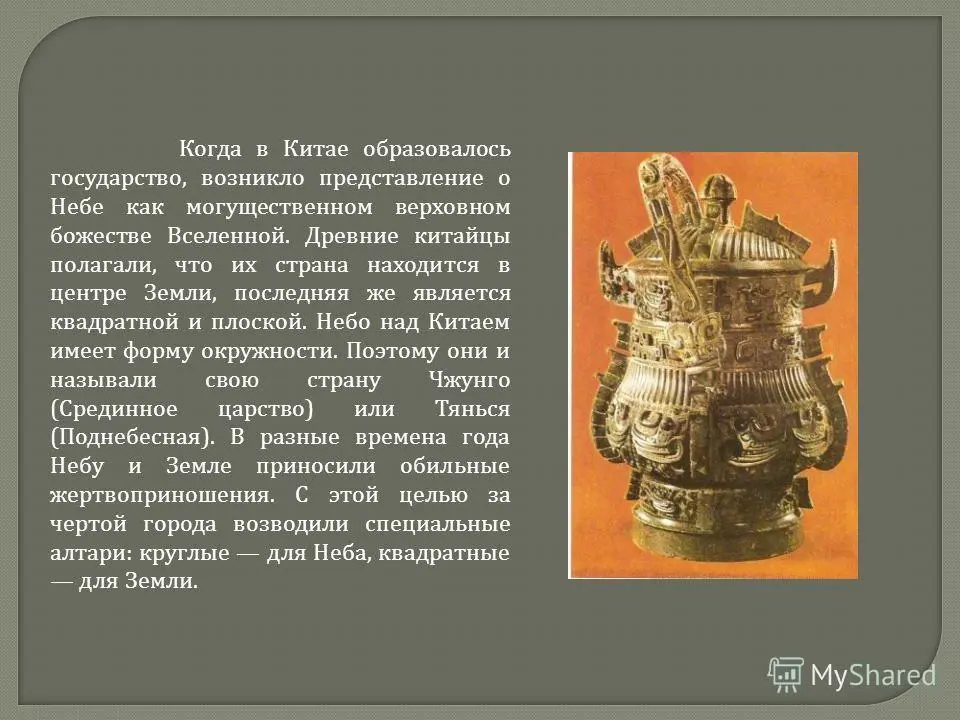 Когда в Китае образовалось
государство, возникло представление о
Небе как могущественном верховном
божестве Вселенной. Древние китайцы
полагали, что их страна находится в
центре Земли, последняя же является
квадратной и плоской. Небо над Китаем
имеет форму окружности. Поэтому они и
называли свою страну Чжунго
(Срединное царство) или Тянься
(Поднебесная). В разные времена года
Небу и Земле приносили обильные
жертвоприношения. С этой целью за
чертой города возводили специальные
алтари: круглые — для Неба, квадратные
— для Земли.
MyShared